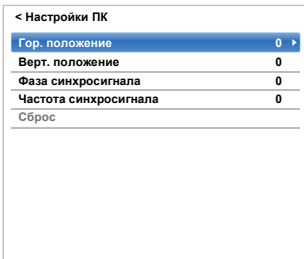 < Настройки ПК
Гор. положение 0
Верт. положение 0
Фаза синхросигнала 0
Частота синхросигнала 0
Сброс